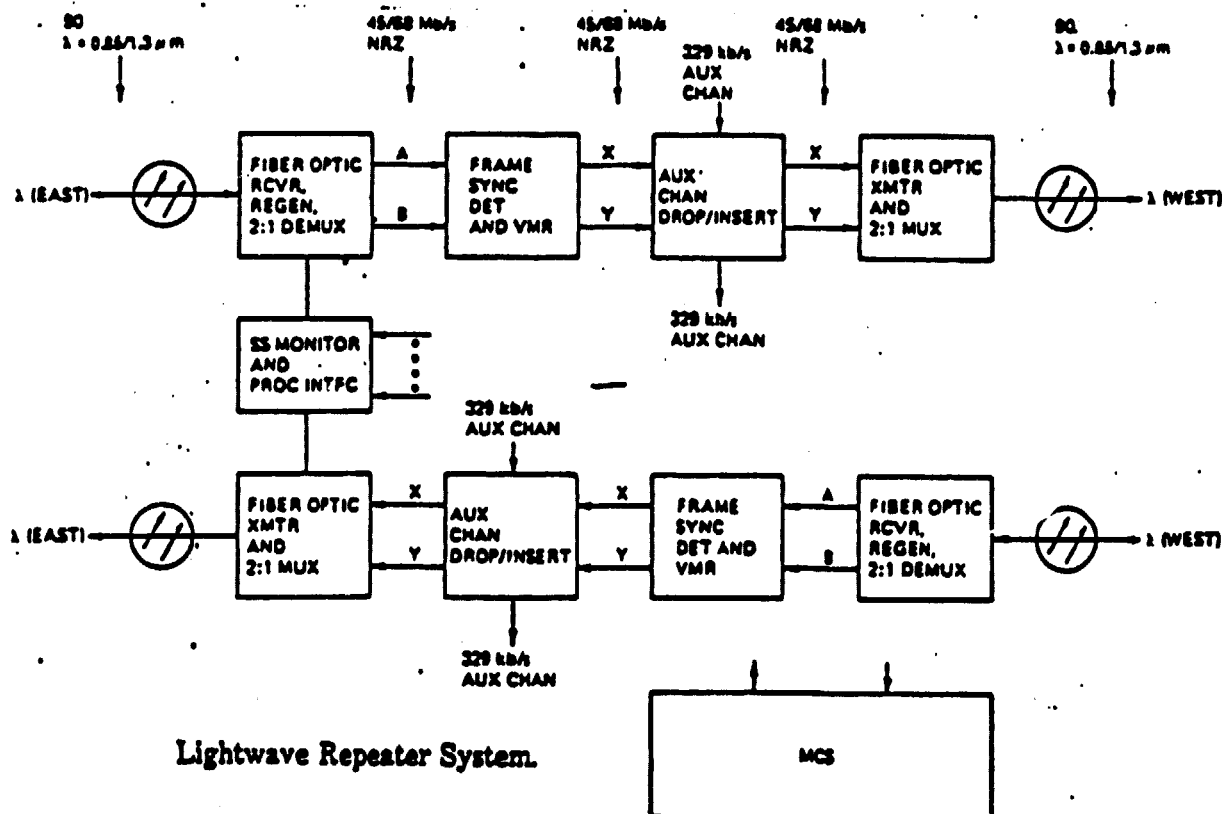 90
λ = 0.85/1.3 μm
45/68 Mb/s
NRZ
45/68 Mb/s
NRZ
329 kb/s
AUX
CHAN
45/68 Mb/s
NRZ
90
λ = 0.85/1.3 μm
λ (EAST)
FIBER OPTIC
RCVR,
REGEN,
2:1 DEMUX
A
B
FRAME
SYNC
DET
AND VMR
X
Y
AUX
CHAN
DROP/INSERT
X
Y
FIBER OPTIC
XMTR
AND
2:1 MUX
λ (WEST)
329 kb/s
AUX CHAN
SS MONITOR
AND
PROC INTFC
329 kb/s
AUX CHAN
λ (EAST)
FIBER OPTIC
XMTR
AND
2:1 MUX
X
Y
AUX
CHAN
DROP/INSERT
X
Y
FRAME
SYNC
DET AND
VMR
A
B
FIBER OPTIC
RCVR,
REGEN,
2:1 DEMUX
λ (WEST)
329 kb/s
AUX CHAN
Lightwave Repeater System.
MCS